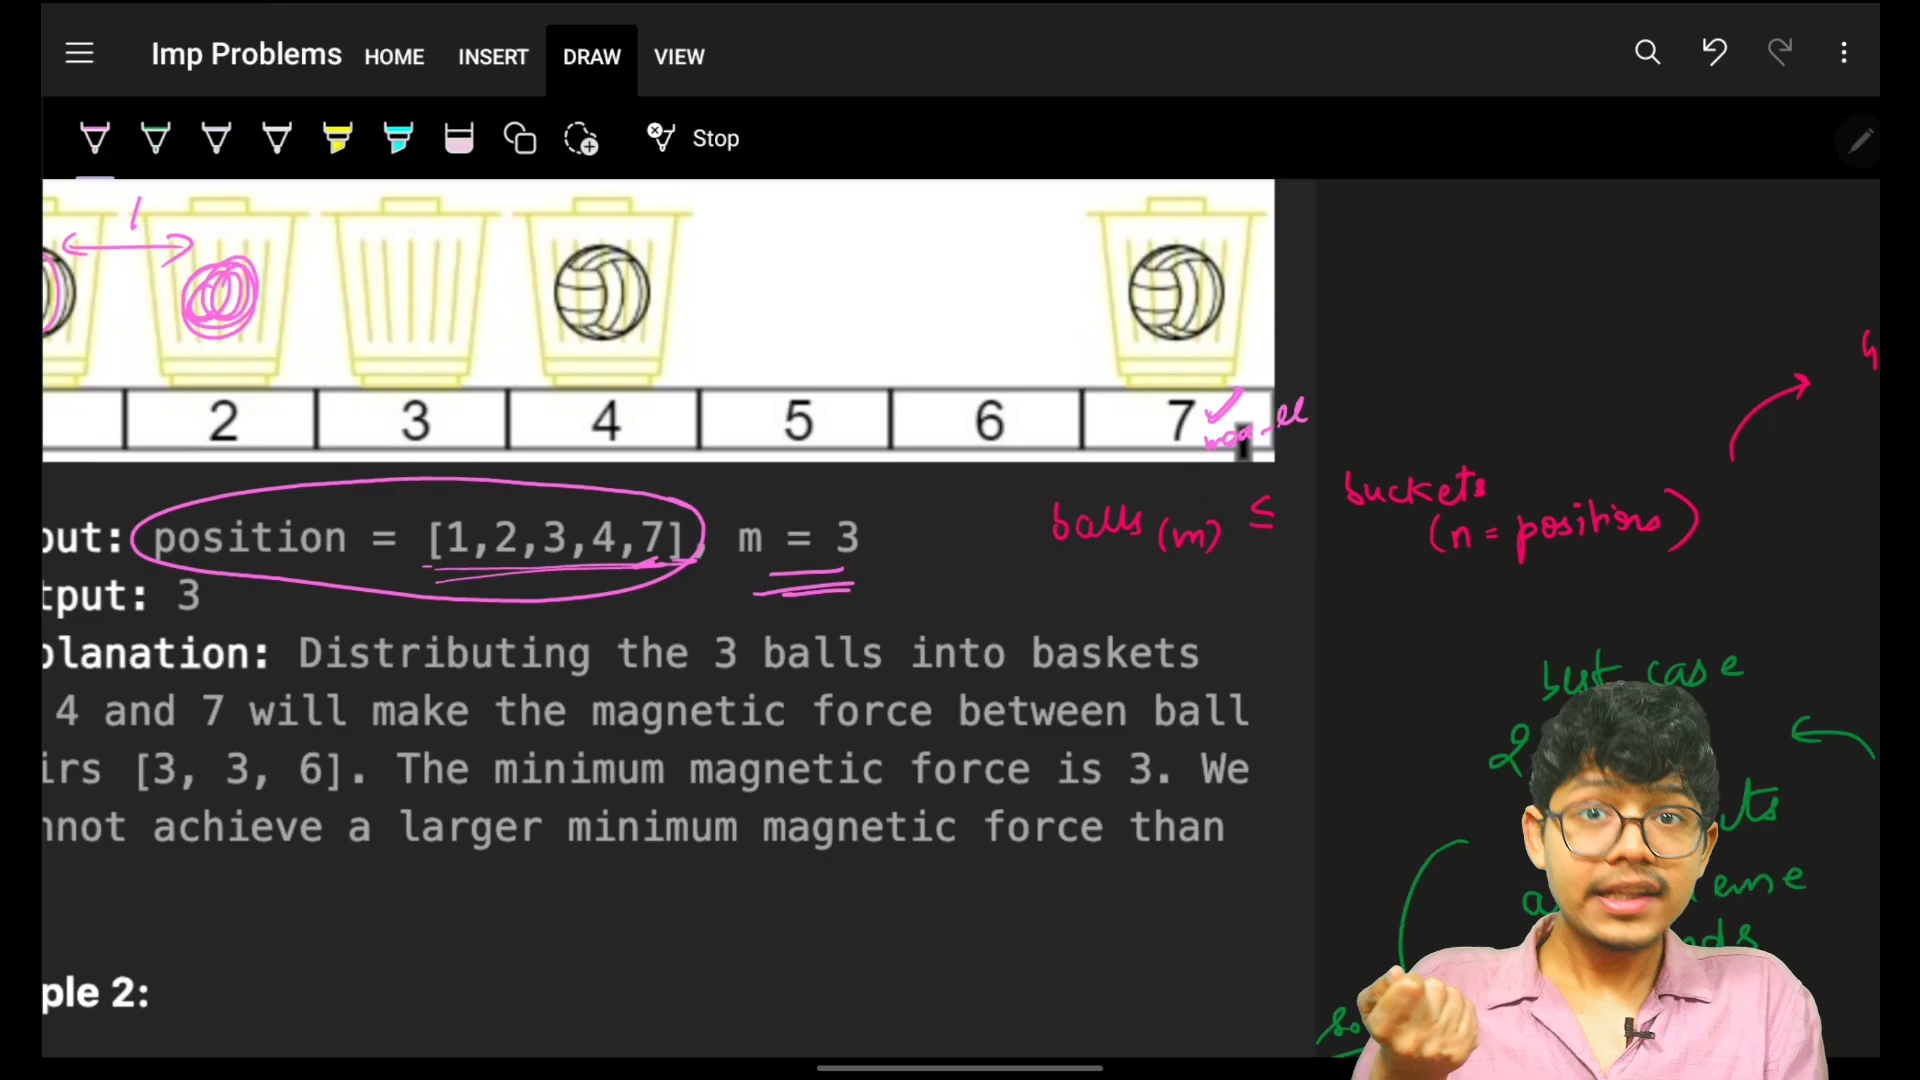 Imp Problems HOME INSERT DRAW VIEW
Stop
1
2 3 4 5 6 7
balls (m) ≤ buckets
(n = positions)
put: position = [1,2,3,4,7], m = 3
tput: 3
planation: Distributing the 3 balls into baskets
4 and 7 will make the magnetic force between ball
irs [3, 3, 6]. The minimum magnetic force is 3. We
nnot achieve a larger minimum magnetic force than
ple 2:
best case
2
so